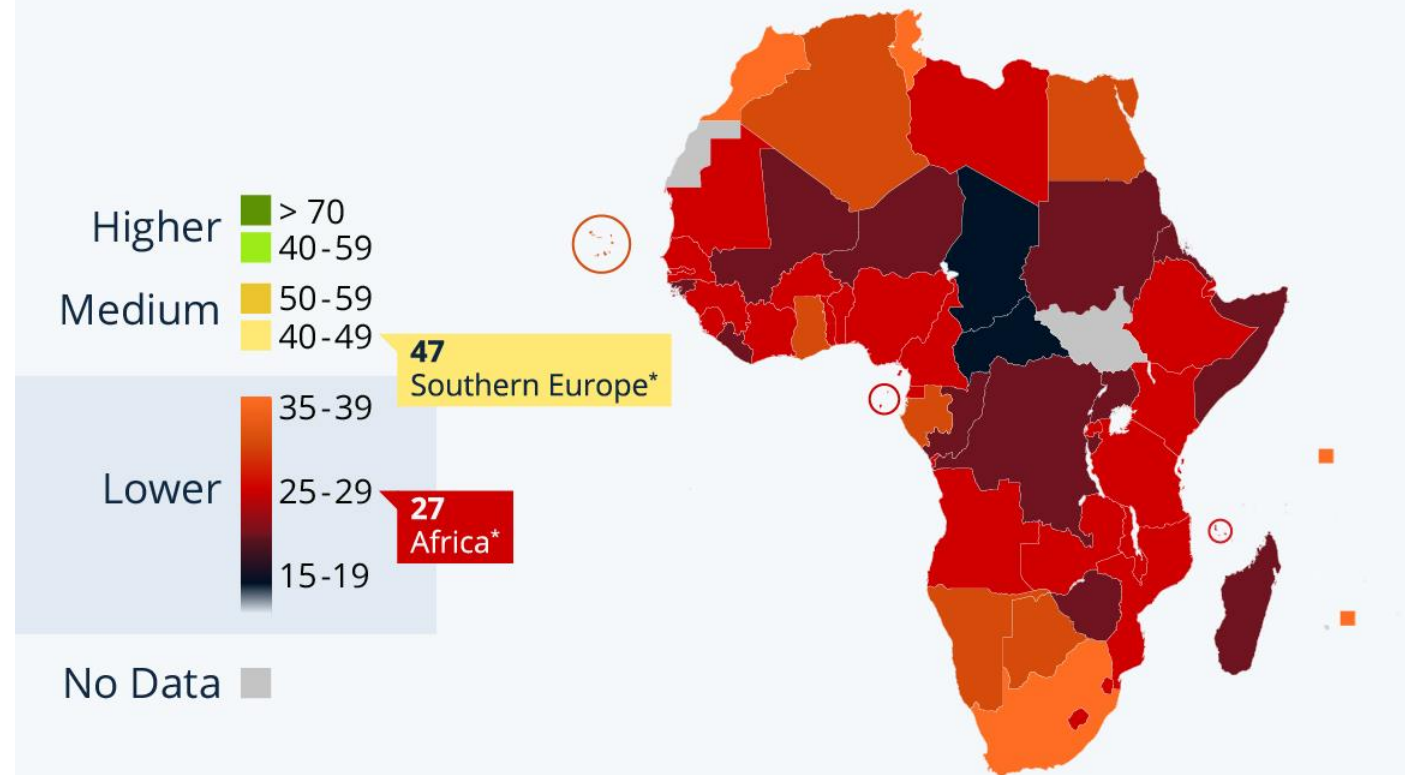 Higher
> 70
40-59
Medium
50-59
40-49
47
Southern Europe*
Lower
35-39
25-29
27
Africa*
15-19
No Data